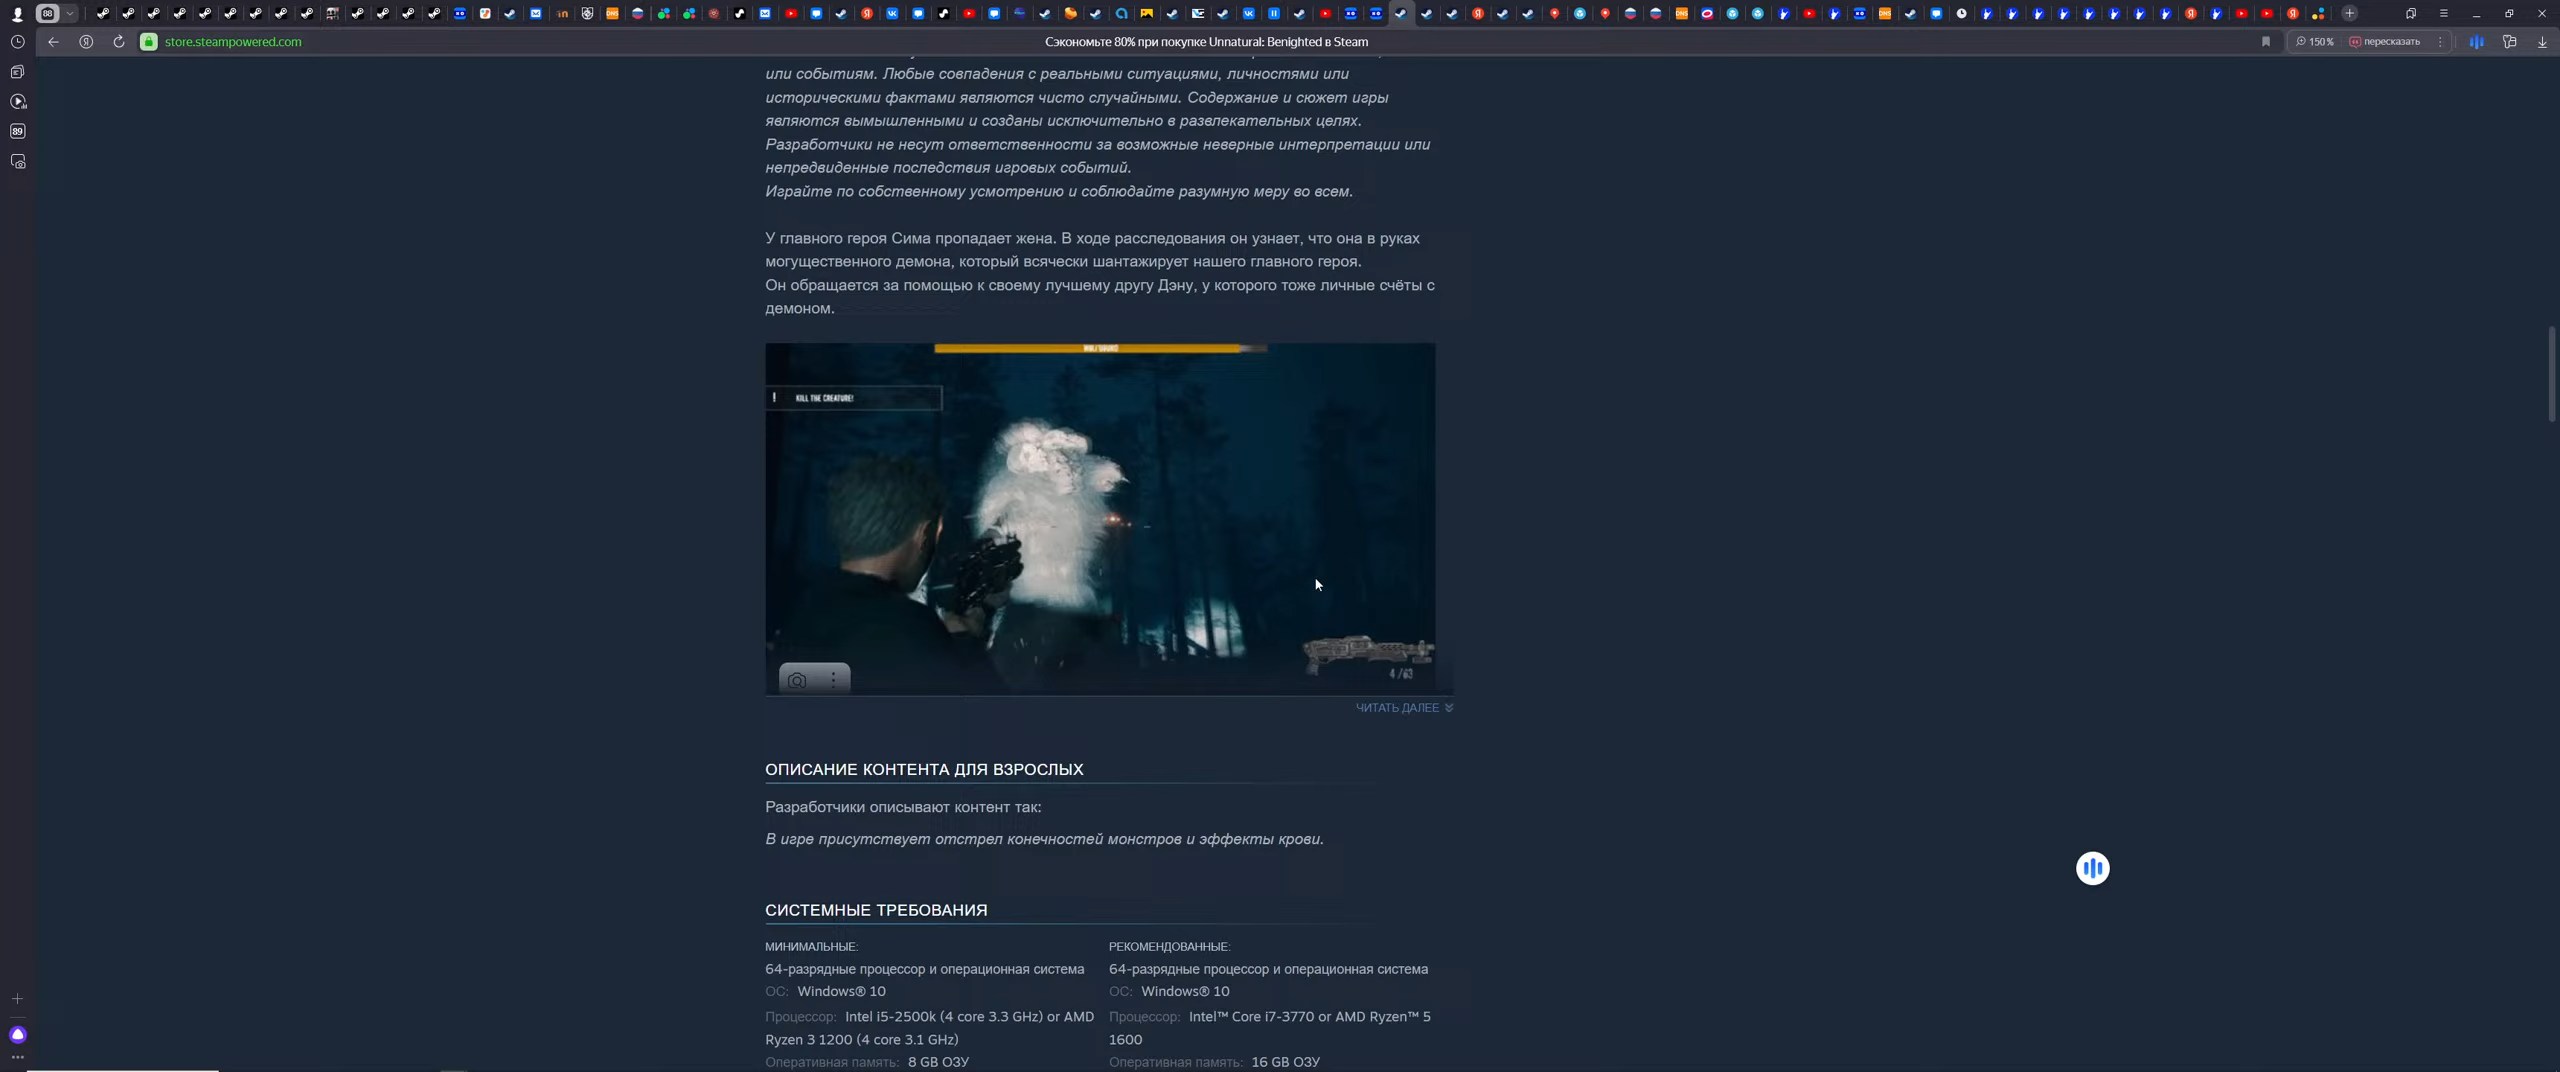 88
store.steampowered.com
Сэкономьте 80% при покупке Unnatural: Benighted в Steam
150 %
пересказать
89
или событиям. Любые совпадения с реальными ситуациями, личностями или
историческими фактами являются чисто случайными. Содержание и сюжет игры
являются вымышленными и созданы исключительно в развлекательных целях.
Разработчики не несут ответственности за возможные неверные интерпретации или
непредвиденные последствия игровых событий.
Играйте по собственному усмотрению и соблюдайте разумную меру во всем.
У главного героя Сима пропадает жена. В ходе расследования он узнает, что она в руках
могущественного демона, который всячески шантажирует нашего главного героя.
Он обращается за помощью к своему лучшему другу Дэну, у которого тоже личные счёты с
демоном.
! KILL THE CREATURE!
4 /63
ЧИТАТЬ ДАЛЕЕ
ОПИСАНИЕ КОНТЕНТА ДЛЯ ВЗРОСЛЫХ
Разработчики описывают контент так:
В игре присутствует отстрел конечностей монстров и эффекты крови.
СИСТЕМНЫЕ ТРЕБОВАНИЯ
МИНИМАЛЬНЫЕ:
64-разрядные процессор и операционная система
ОС: Windows® 10
Процессор: Intel i5-2500k (4 core 3.3 GHz) or AMD
Ryzen 3 1200 (4 core 3.1 GHz)
Оперативная память: 8 GB ОЗУ
РЕКОМЕНДОВАННЫЕ:
64-разрядные процессор и операционная система
ОС: Windows® 10
Процессор: Intel™ Core i7-3770 or AMD Ryzen™ 5
1600
Оперативная память: 16 GB ОЗУ